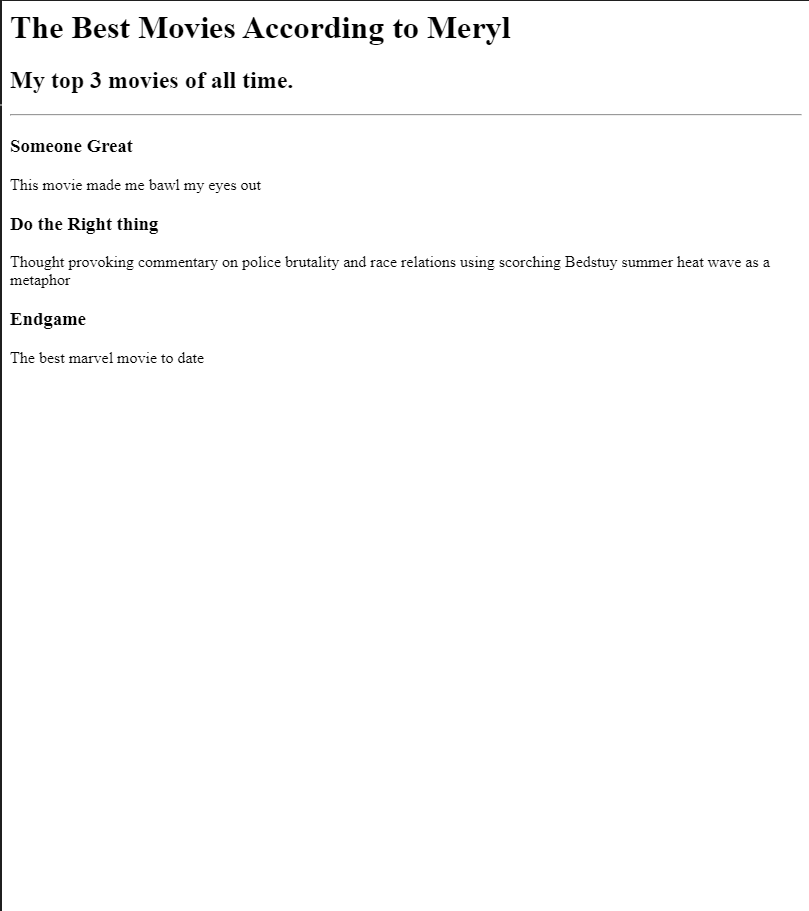 The Best Movies According to Meryl
My top 3 movies of all time.
Someone Great
This movie made me bawl my eyes out
Do the Right thing
Thought provoking commentary on police brutality and race relations using scorching Bedstuy summer heat wave as a
metaphor
Endgame
The best marvel movie to date